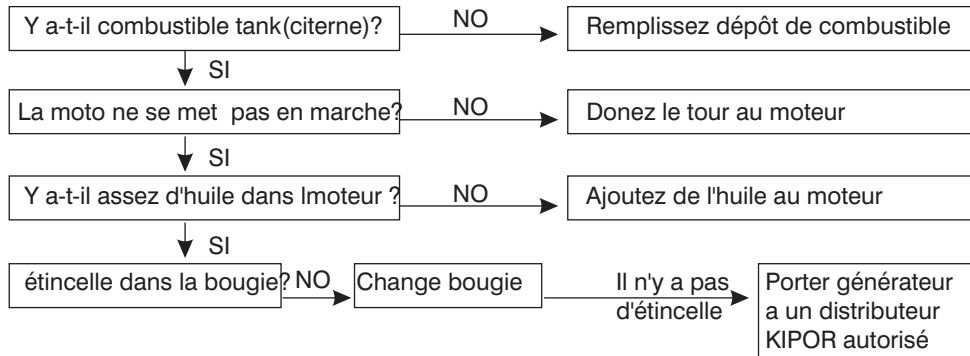 Y a-t-il combustible tank(citerne)?
NO
Remplissez dépôt de combustible
SI
La moto ne se met pas en marche?
NO
Donez le tour au moteur
SI
Y a-t-il assez d'huile dans lmoteur ?
NO
Ajoutez de l'huile au moteur
SI
étincelle dans la bougie?
NO
Change bougie
Il n'y a pas
d'étincelle
Porter générateur
a un distributeur
KIPOR autorisé